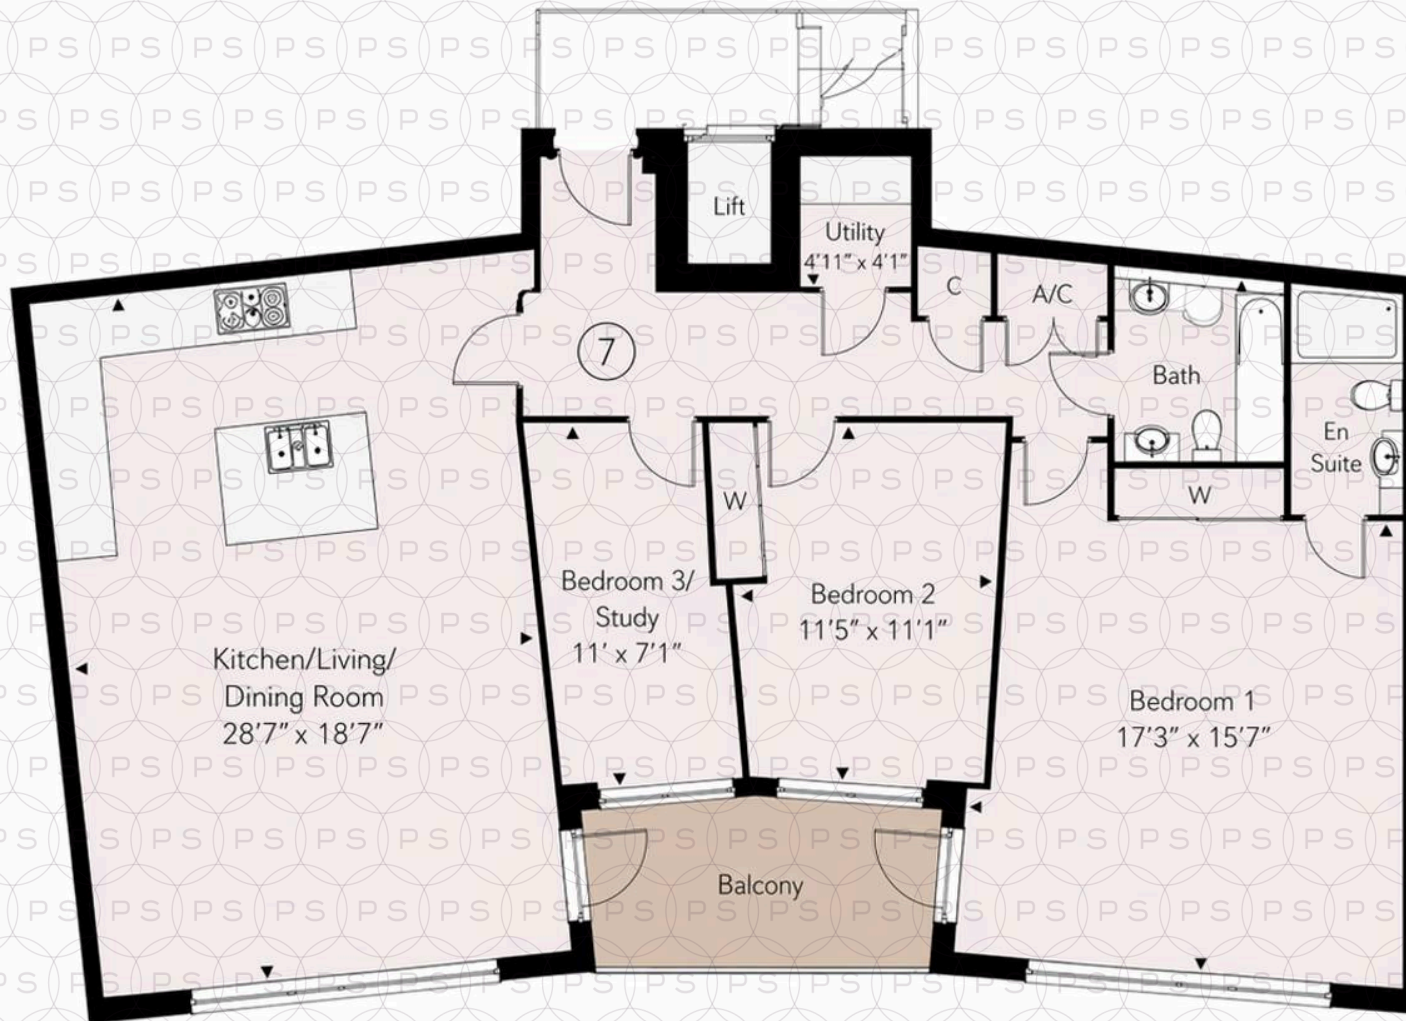 Lift
Utility
4'11" x 4'1"
C
A/C
7
Bath
En
Suite
W
W
Bedroom 3/
Study
11' x 7'1"
Bedroom 2
11'5" x 11'1"
Kitchen/Living/
Dining Room
28'7" x 18'7"
Bedroom 1
17'3" x 15'7"
Balcony
PS